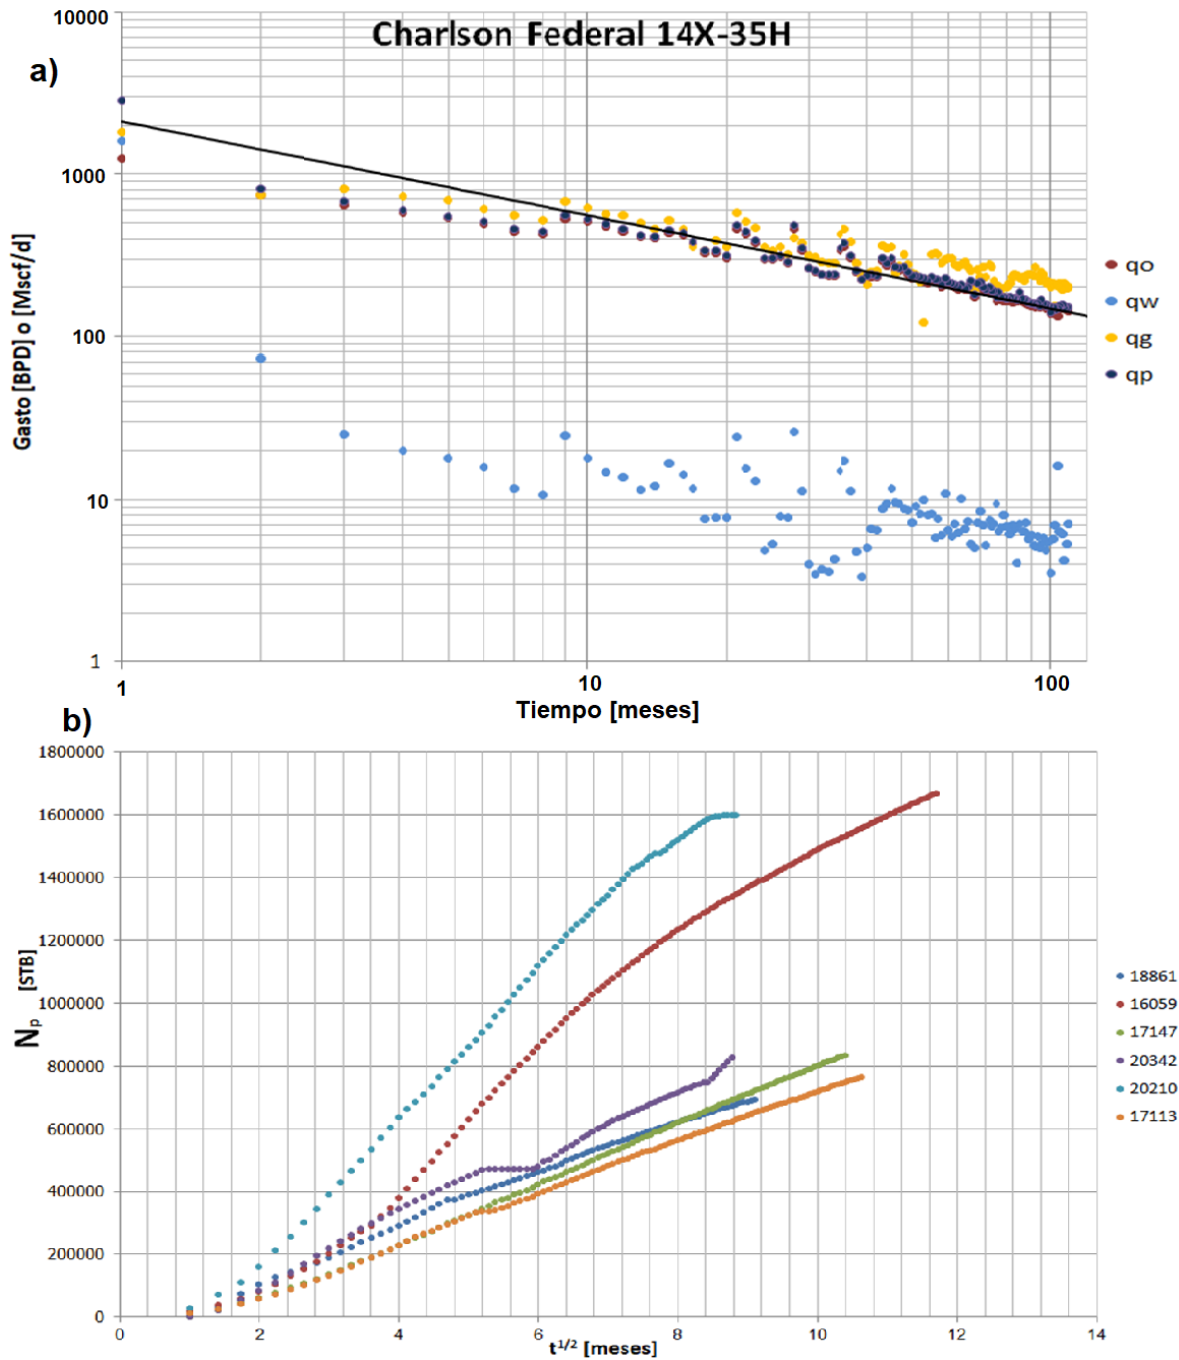 Charlson Federal 14X-35H
a)
10000
1000
100
10
1
Gasto [BPD] o [Mscf/d]
1
10
100
Tiempo [meses]
qo
qw
qg
qp
b)
1800000
1600000
1400000
1200000
1000000
800000
600000
400000
200000
0
Np [STB]
0
2
4
6
8
10
12
14
t^1/2 [meses]
18861
16059
17147
20342
20210
17113